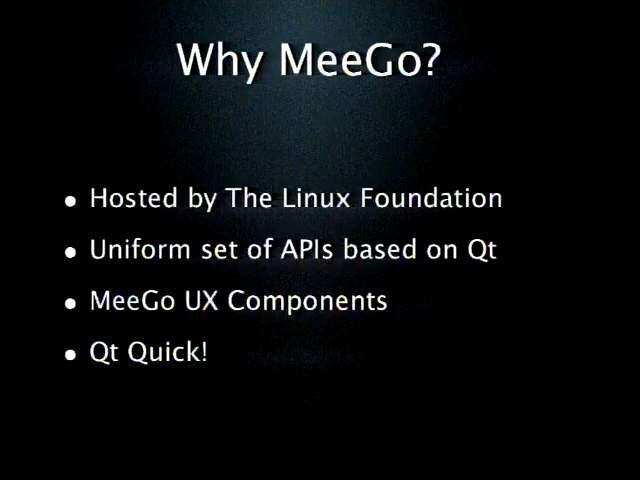 Why MeeGo?
• Hosted by The Linux Foundation
• Uniform set of APIs based on Qt
• MeeGo UX Components
• Qt Quick!